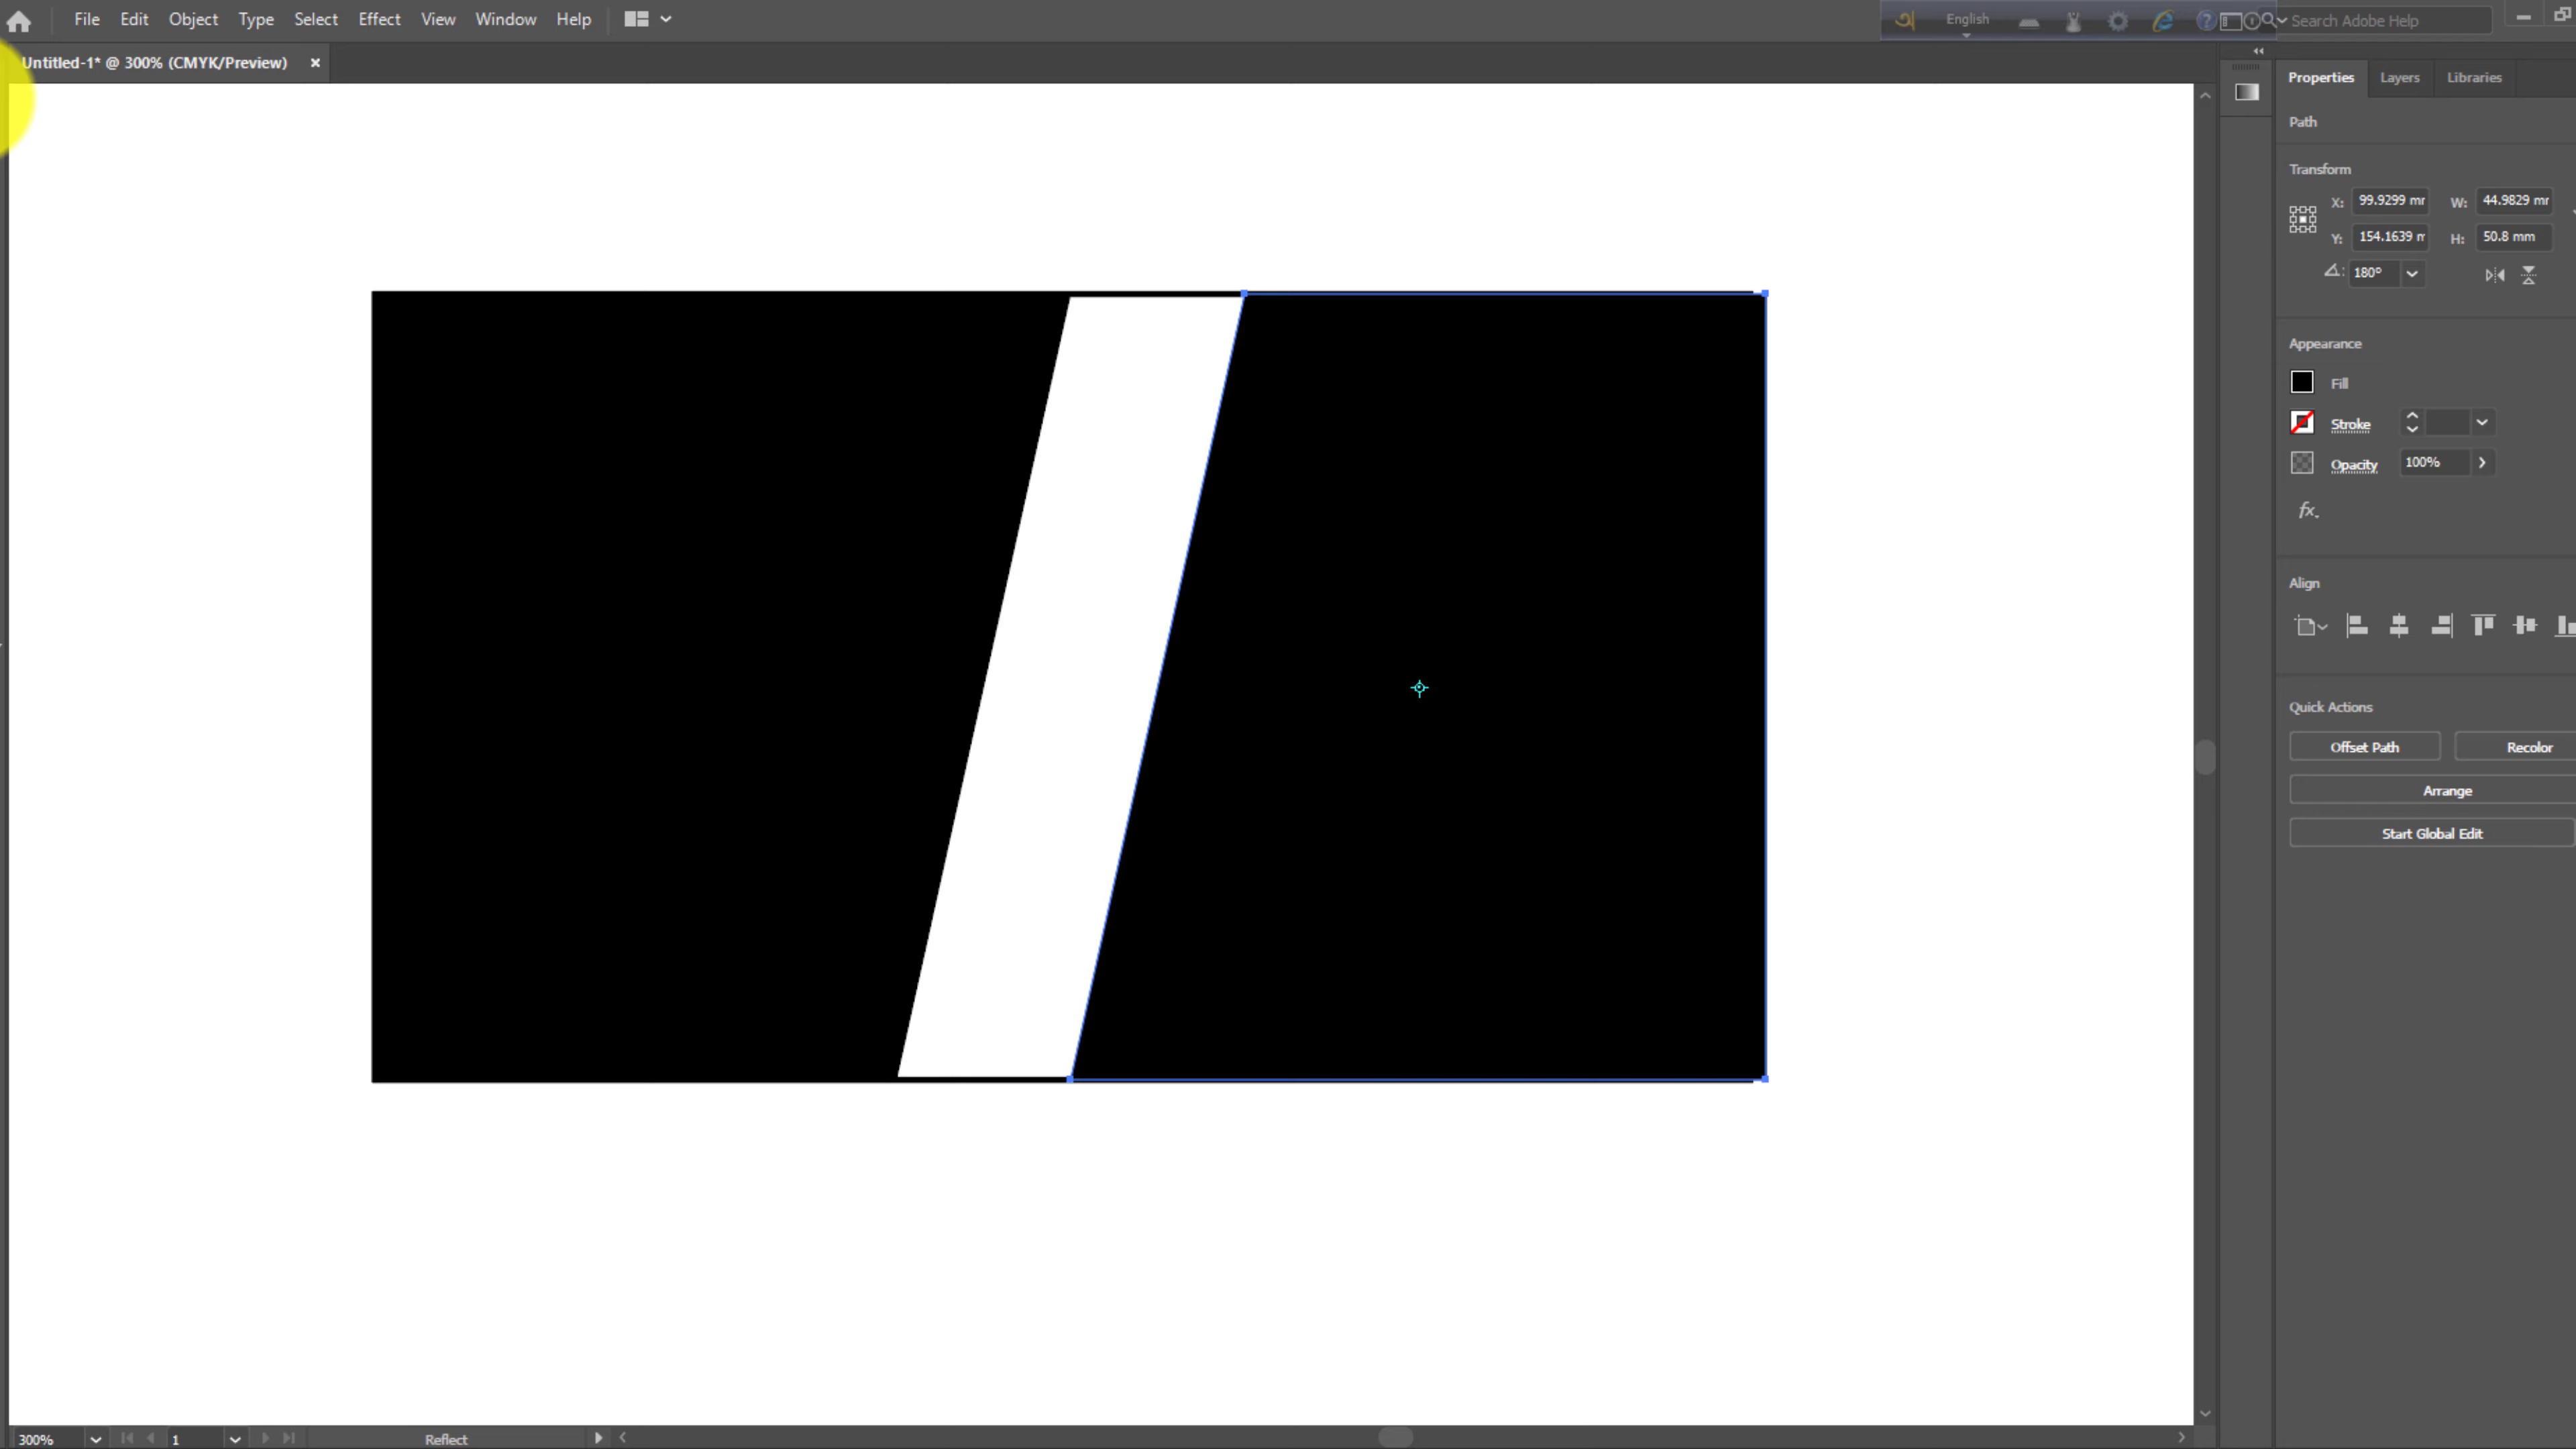 File Edit Object Type Select Effect View Window Help
অ English Search Adobe Help
Untitled-1* @ 300% (CMYK/Preview) ×
Properties Layers Libraries
Path
Transform
X: 99.9299 mm W: 44.9829 mm
Y: 154.1639 m H: 50.8 mm
180°
Appearance
Fill
Stroke
Opacity 100%
fx.
Align
Quick Actions
Offset Path Recolor
Arrange
Start Global Edit
300% 1 Reflect